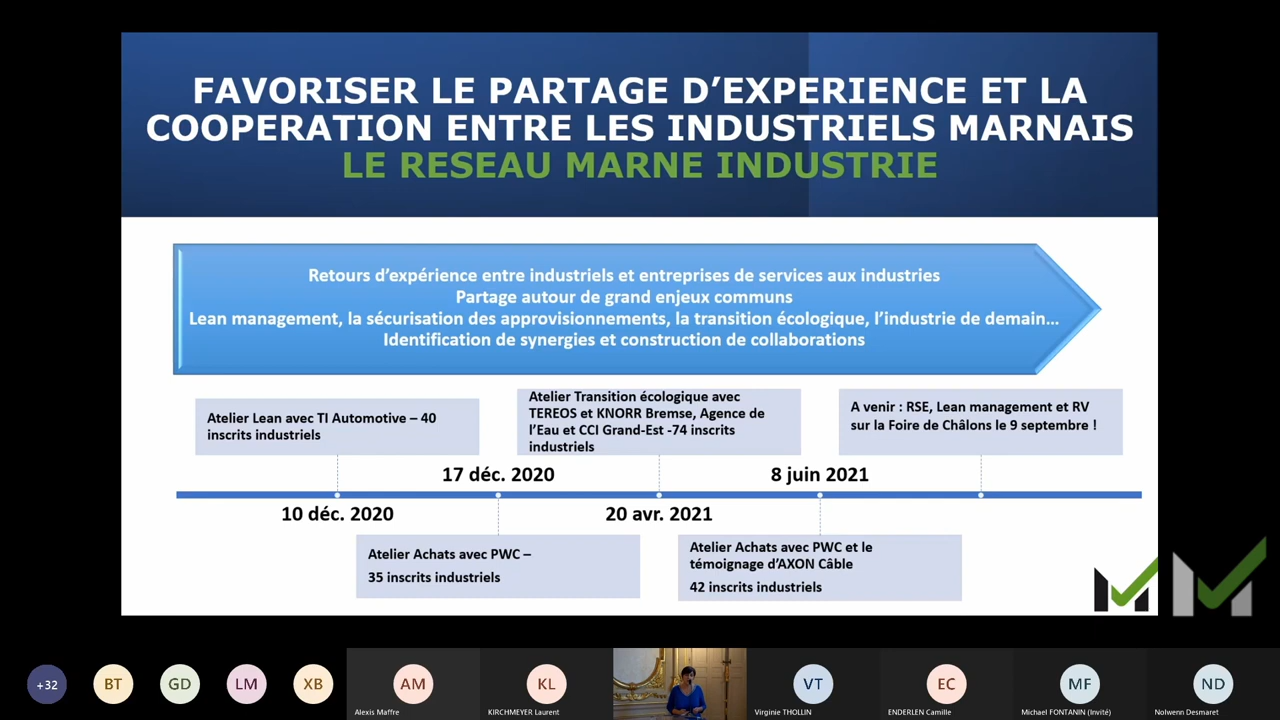 FAVORISER LE PARTAGE D’EXPERIENCE ET LA
COOPERATION ENTRE LES INDUSTRIELS MARNAIS
LE RESEAU MARNE INDUSTRIE
Retours d’expérience entre industriels et entreprises de services aux industries
Partage autour de grand enjeux communs
Lean management, la sécurisation des approvisionnements, la transition écologique, l’industrie de demain…
Identification de synergies et construction de collaborations
Atelier Lean avec TI Automotive – 40
inscrits industriels
Atelier Transition écologique avec
TEREOS et KNORR Bremse, Agence de
l’Eau et CCI Grand-Est -74 inscrits
industriels
A venir : RSE, Lean management et RV
sur la Foire de Châlons le 9 septembre !
17 déc. 2020
8 juin 2021
10 déc. 2020
20 avr. 2021
Atelier Achats avec PWC –
35 inscrits industriels
Atelier Achats avec PWC et le
témoignage d’AXON Câble
42 inscrits industriels
+32
BT
GD
LM
XB
AM
KL
VT
EC
MF
ND
Alexis Maffre
KIRCHMEYER Laurent
Virginie THOLLIN
ENDERLEN Camille
Michael FONTANIN (Invité)
Nolwenn Desmaret